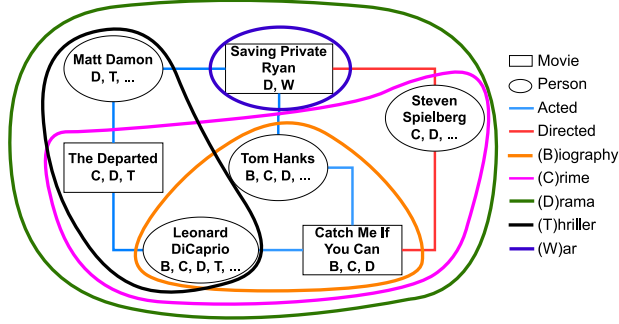 Matt Damon
D, T, ...
Saving Private
Ryan
D, W
Steven
Spielberg
C, D, ...
The Departed
C, D, T
Tom Hanks
B, C, D, ...
Leonard
DiCaprio
B, C, D, T, ...
Catch Me If
You Can
B, C, D
Movie
Person
Acted
Directed
(B)iography
(C)rime
(D)rama
(T)hriller
(W)ar